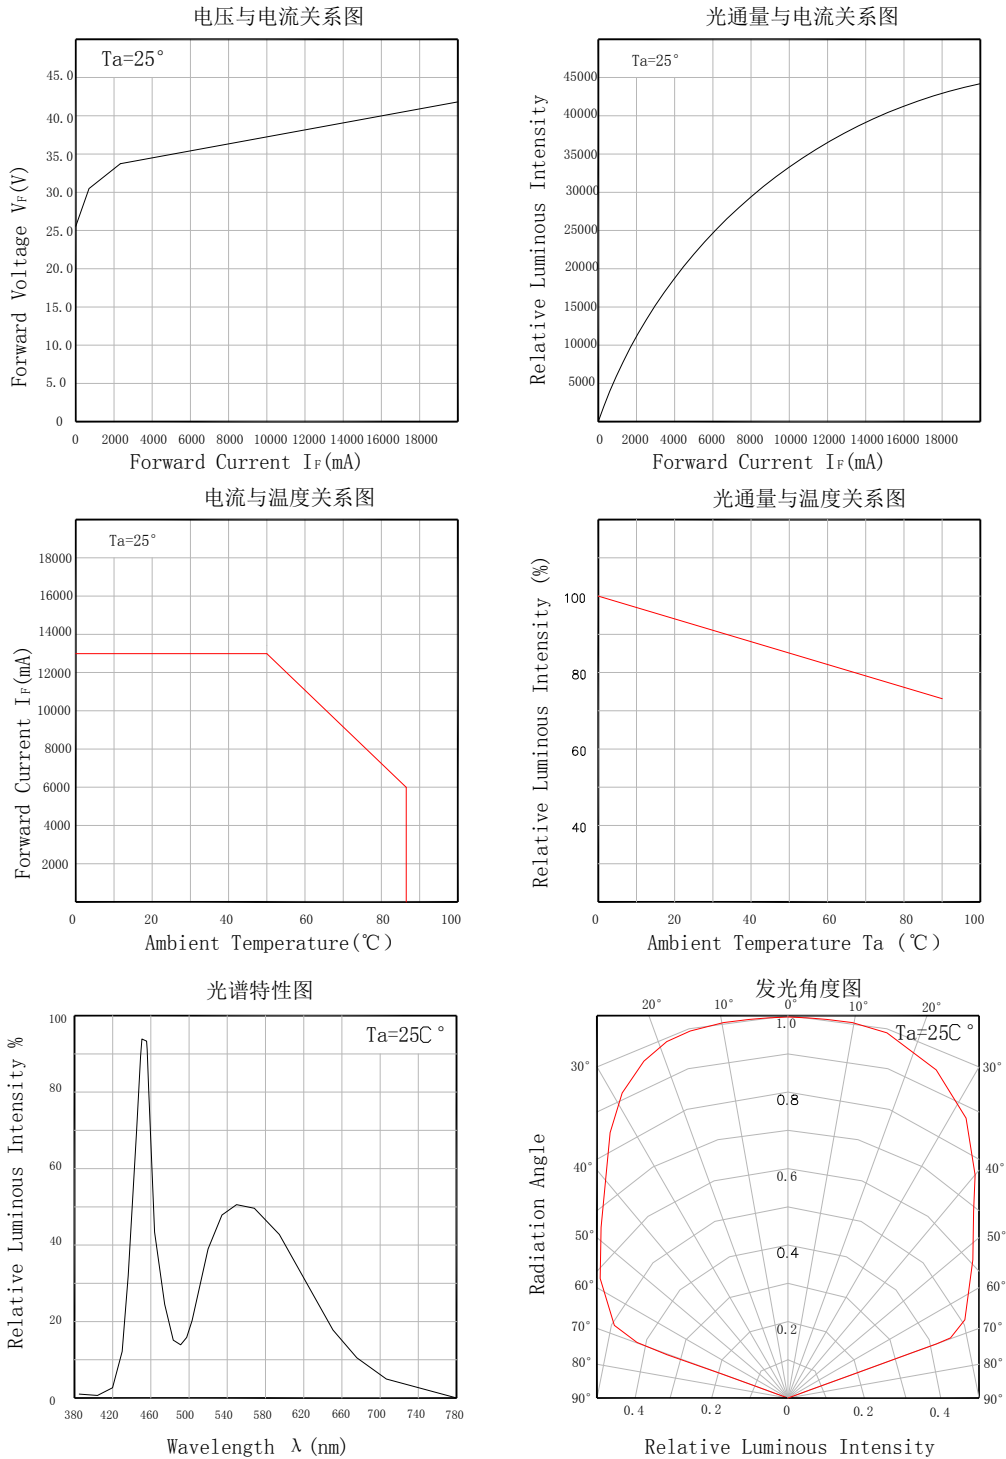 电压与电流关系图
Ta=25°
45.0
40.0
35.0
30.0
25.0
20.0
15.0
10.0
5.0
0
Forward Voltage VF(V)
0 2000 4000 6000 8000 10000 12000 14000 16000 18000
Forward Current IF(mA)
光通量与电流关系图
Ta=25°
45000
40000
35000
30000
25000
20000
15000
10000
5000
Relative Luminous Intensity
0 2000 4000 6000 8000 10000 12000 14000 16000 18000
Forward Current IF(mA)
电流与温度关系图
Ta=25°
18000
16000
14000
12000
10000
8000
6000
4000
2000
Forward Current IF(mA)
0 20 40 60 80 100
Ambient Temperature(℃)
光通量与温度关系图
100
80
60
40
Relative Luminous Intensity (%)
0 20 40 60 80 100
Ambient Temperature Ta (℃)
光谱特性图
Ta=25C °
100
80
60
40
20
0
Relative Luminous Intensity %
380 420 460 500 540 580 620 660 700 740 780
Wavelength λ (nm)
发光角度图
20° 10° 0° 10° 20°
1.0
Ta=25C °
30° 30°
0.8
40° 40°
0.6
50° 50°
0.4
60° 60°
0.2
70° 70°
80° 80°
90° 90°
Radiation Angle
0.4 0.2 0 0.2 0.4
Relative Luminous Intensity